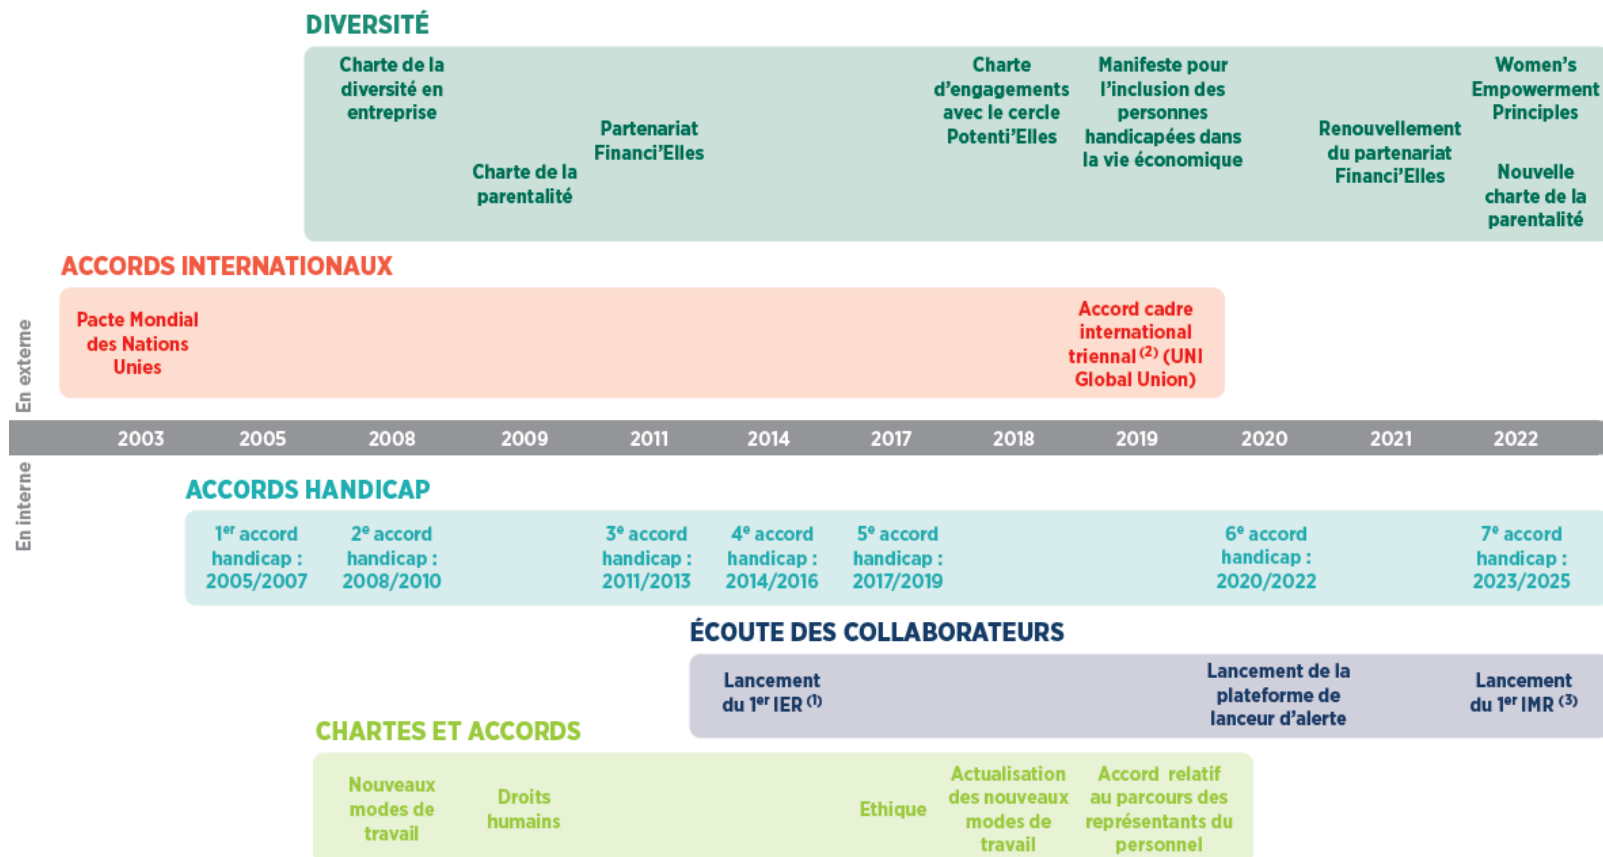 DIVERSITÉ
Charte de la
diversité en
entreprise
Charte de la
parentalité
Partenariat
Financi’Elles
Charte
d’engagements
avec le cercle
Potenti’Elles
Manifeste pour
l’inclusion des
personnes
handicapées dans
la vie économique
Renouvellement
du partenariat
Financi’Elles
Women’s
Empowerment
Principles
Nouvelle
charte de la
parentalité
ACCORDS INTERNATIONAUX
Pacte Mondial
des Nations
Unies
Accord cadre
international
triennal (2) (UNI
Global Union)
En externe
2003 2005 2008 2009 2011 2014 2017 2018 2019 2020 2021 2022
En interne
ACCORDS HANDICAP
1er accord
handicap :
2005/2007
2e accord
handicap :
2008/2010
3e accord
handicap :
2011/2013
4e accord
handicap :
2014/2016
5e accord
handicap :
2017/2019
6e accord
handicap :
2020/2022
7e accord
handicap :
2023/2025
ÉCOUTE DES COLLABORATEURS
Lancement
du 1er IER (1)
Lancement de la
plateforme de
lanceur d’alerte
Lancement
du 1er IMR (3)
CHARTES ET ACCORDS
Nouveaux
modes de
travail
Droits
humains
Ethique
Actualisation
des nouveaux
modes de
travail
Accord relatif
au parcours des
représentants du
personnel